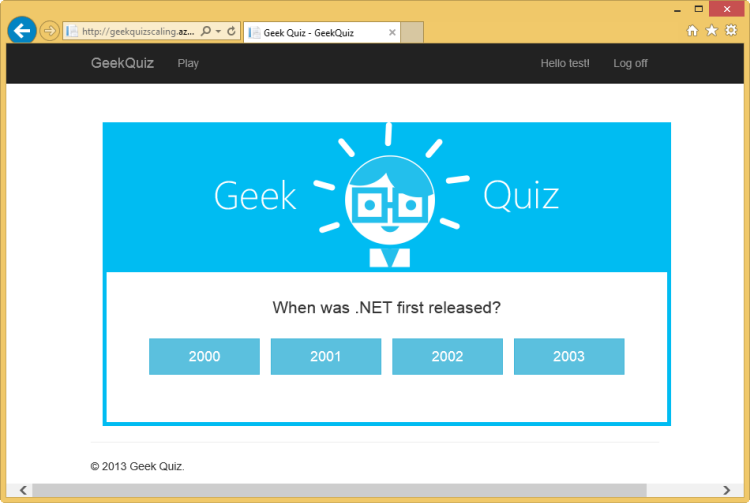 http://geekquizscaling.az...
Geek Quiz - GeekQuiz
GeekQuiz Play Hello test! Log off
Geek Quiz
When was .NET first released?
2000 2001 2002 2003
© 2013 Geek Quiz.